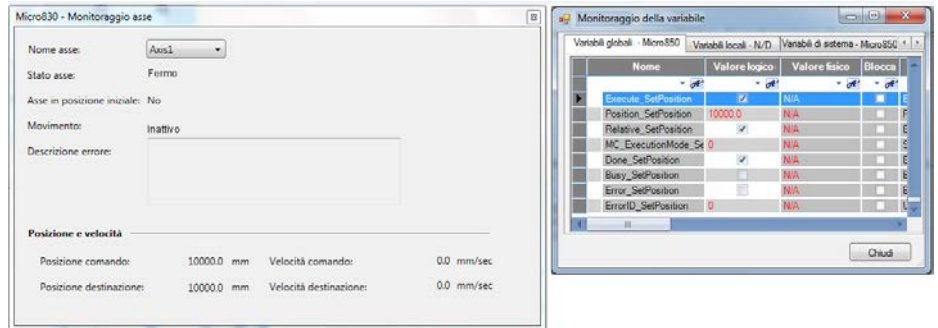 Micro830 - Monitoraggio asse
Nome asse: Axis1
Stato asse: Fermo
Asse in posizione iniziale: No
Movimento: Inattivo
Descrizione errore:
Posizione e velocità
Posizione comando: 10000.0 mm Velocità comando: 0.0 mm/sec
Posizione destinazione: 10000.0 mm Velocità destinazione: 0.0 mm/sec
Monitoraggio della variabile
Variabili globali - Micro850 Variabili locali - N/D Variabili di sistema - Micro850
Nome Valore logico Valore fisico Blocca
Execute_SetPosition N/A
Position_SetPosition 10000.0 N/A
Relative_SetPosition N/A
MC_ExecutionMode_Se 0 N/A
Done_SetPosition N/A
Busy_SetPosition N/A
Error_SetPosition N/A
ErrorID_SetPosition 0 N/A
Chiudi